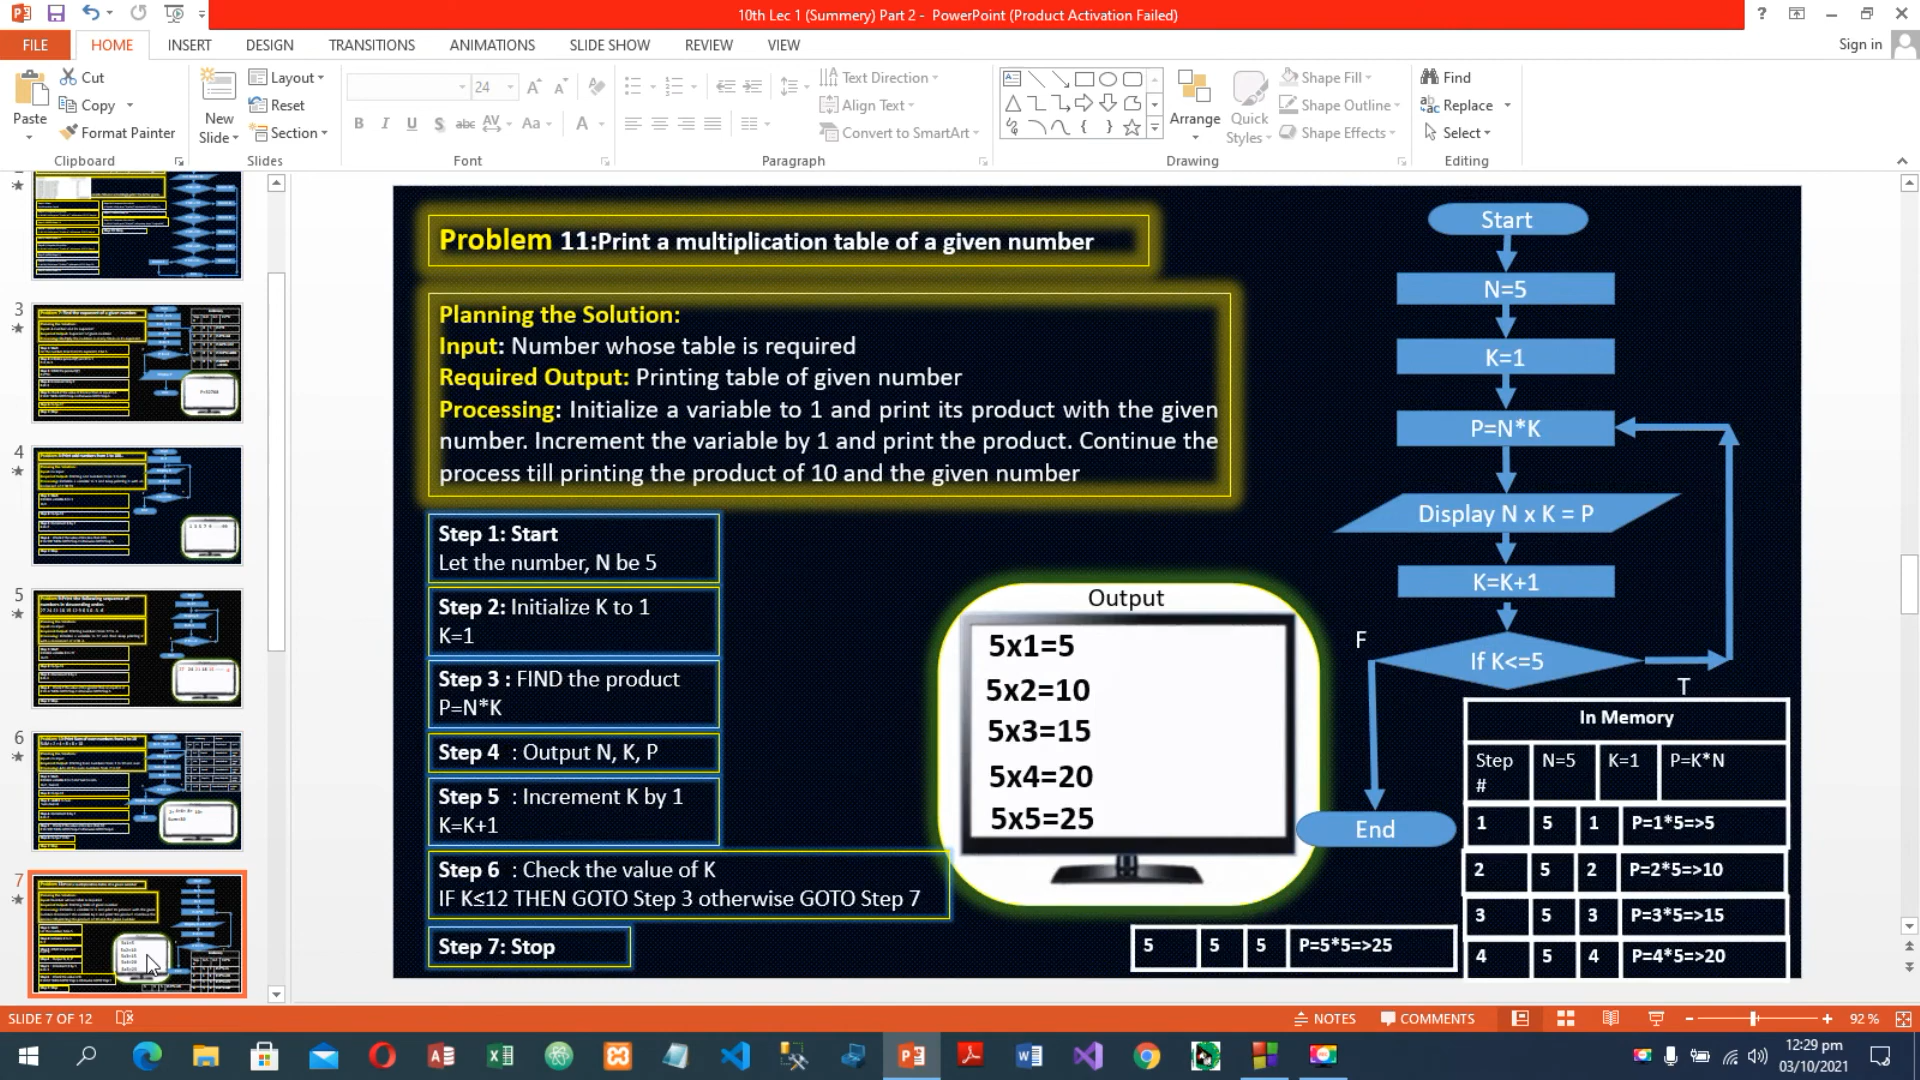 10th Lec 1 (Summery) Part 2 - PowerPoint (Product Activation Failed)
FILE HOME INSERT DESIGN TRANSITIONS ANIMATIONS SLIDE SHOW REVIEW VIEW Sign in
Paste
Cut
Copy
Format Painter
Clipboard
New Slide
Layout
Reset
Section
Slides
24
Font
Text Direction
Align Text
Convert to SmartArt
Paragraph
Arrange
Quick Styles
Shape Fill
Shape Outline
Shape Effects
Drawing
Find
Replace
Select
Editing
3
4
5
6
7
Problem 11:Print a multiplication table of a given number
Planning the Solution:
Input: Number whose table is required
Required Output: Printing table of given number
Processing: Initialize a variable to 1 and print its product with the given
number. Increment the variable by 1 and print the product. Continue the
process till printing the product of 10 and the given number
Step 1: Start
Let the number, N be 5
Step 2: Initialize K to 1
K=1
Step 3 : FIND the product
P=N*K
Step 4 : Output N, K, P
Step 5 : Increment K by 1
K=K+1
Step 6 : Check the value of K
IF K≤12 THEN GOTO Step 3 otherwise GOTO Step 7
Step 7: Stop
Output
5x1=5
5x2=10
5x3=15
5x4=20
5x5=25
Start
N=5
K=1
P=N*K
Display N x K = P
K=K+1
If K<=5
F
T
End
In Memory
Step # N=5 K=1 P=K*N
1 5 1 P=1*5=>5
2 5 2 P=2*5=>10
3 5 3 P=3*5=>15
4 5 4 P=4*5=>20
5 5 5 P=5*5=>25
SLIDE 7 OF 12
NOTES COMMENTS 92 %
12:29 pm
03/10/2021